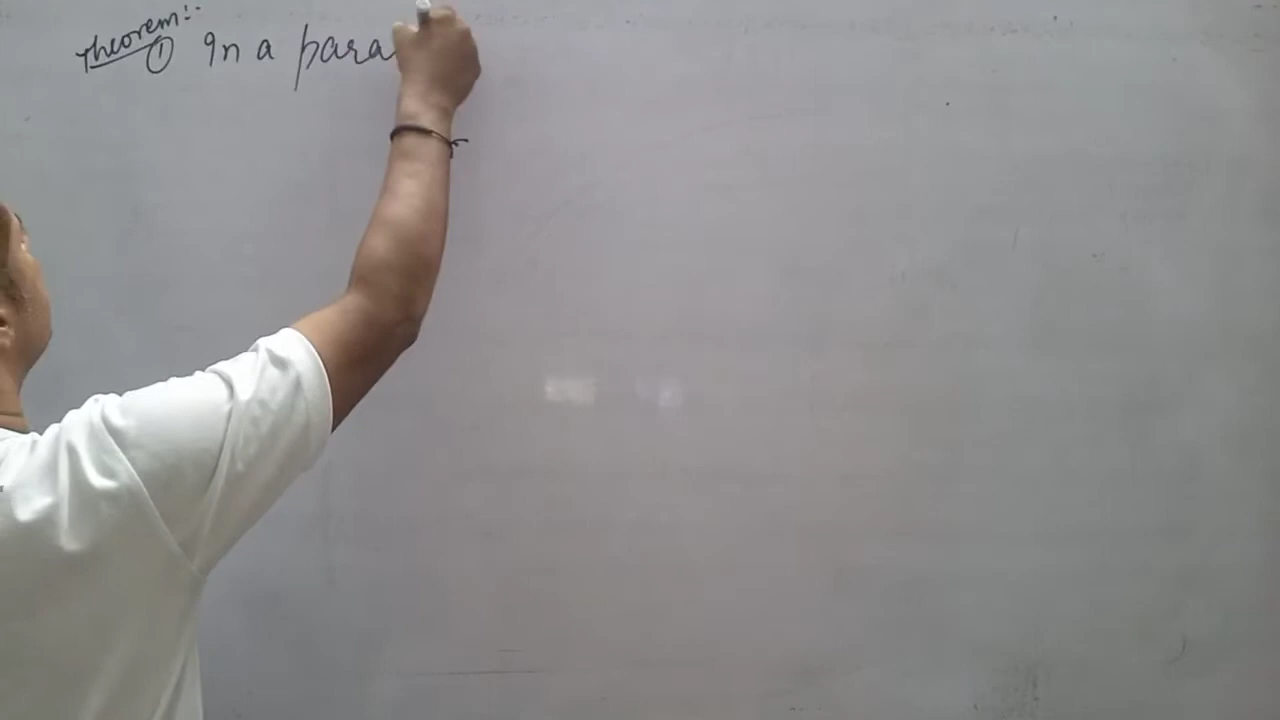 Theorem:-
① In a para